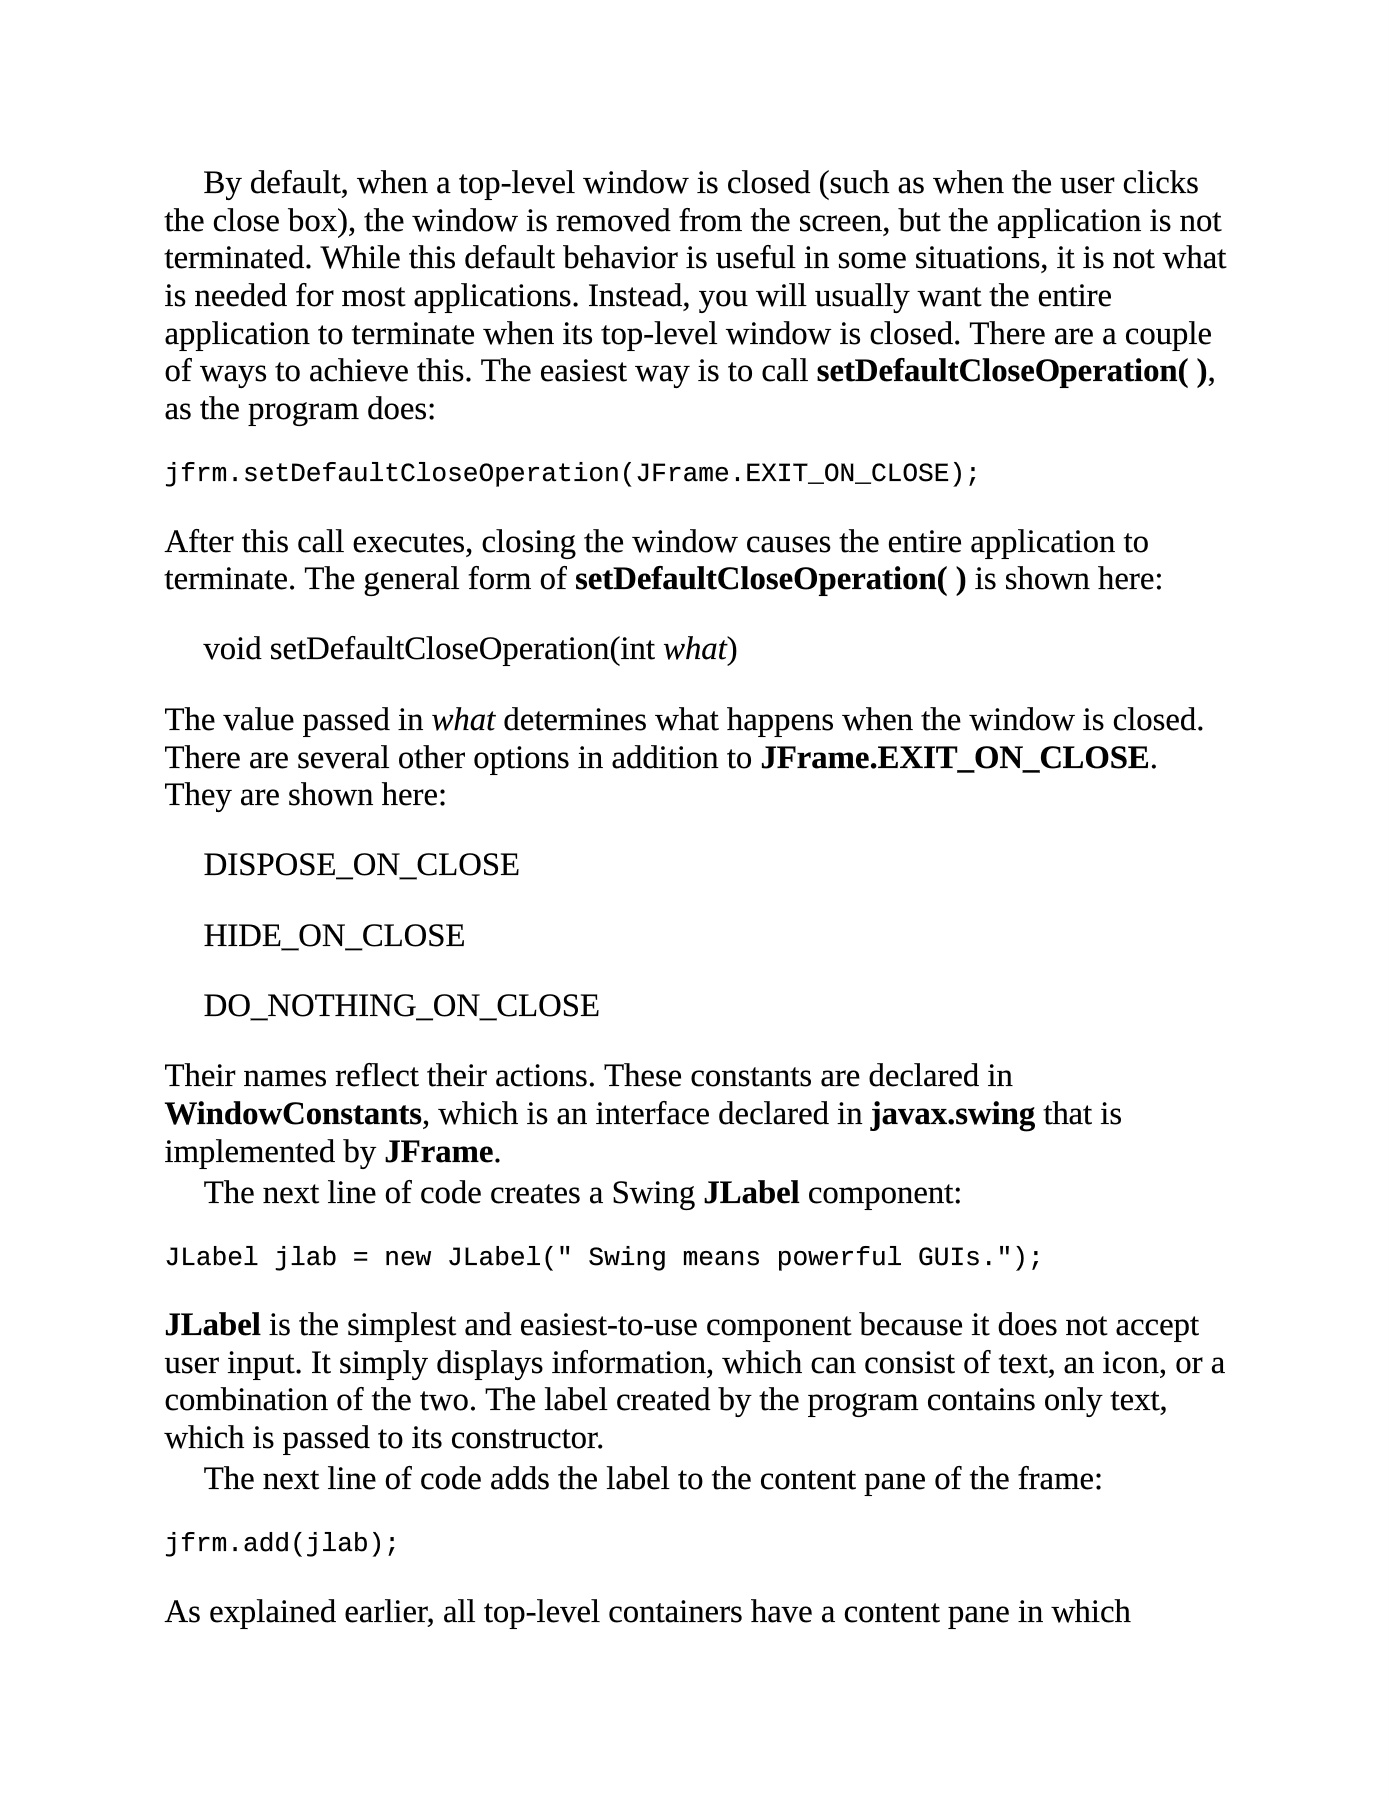 By default, when a top-level window is closed (such as when the user clicks
the close box), the window is removed from the screen, but the application is not
terminated. While this default behavior is useful in some situations, it is not what
is needed for most applications. Instead, you will usually want the entire
application to terminate when its top-level window is closed. There are a couple
of ways to achieve this. The easiest way is to call setDefaultCloseOperation( ),
as the program does:
jfrm.setDefaultCloseOperation(JFrame.EXIT_ON_CLOSE);
After this call executes, closing the window causes the entire application to
terminate. The general form of setDefaultCloseOperation( ) is shown here:
void setDefaultCloseOperation(int what)
The value passed in what determines what happens when the window is closed.
There are several other options in addition to JFrame.EXIT_ON_CLOSE.
They are shown here:
DISPOSE_ON_CLOSE
HIDE_ON_CLOSE
DO_NOTHING_ON_CLOSE
Their names reflect their actions. These constants are declared in
WindowConstants, which is an interface declared in javax.swing that is
implemented by JFrame.
The next line of code creates a Swing JLabel component:
JLabel jlab = new JLabel(" Swing means powerful GUIs.");
JLabel is the simplest and easiest-to-use component because it does not accept
user input. It simply displays information, which can consist of text, an icon, or a
combination of the two. The label created by the program contains only text,
which is passed to its constructor.
The next line of code adds the label to the content pane of the frame:
jfrm.add(jlab);
As explained earlier, all top-level containers have a content pane in which